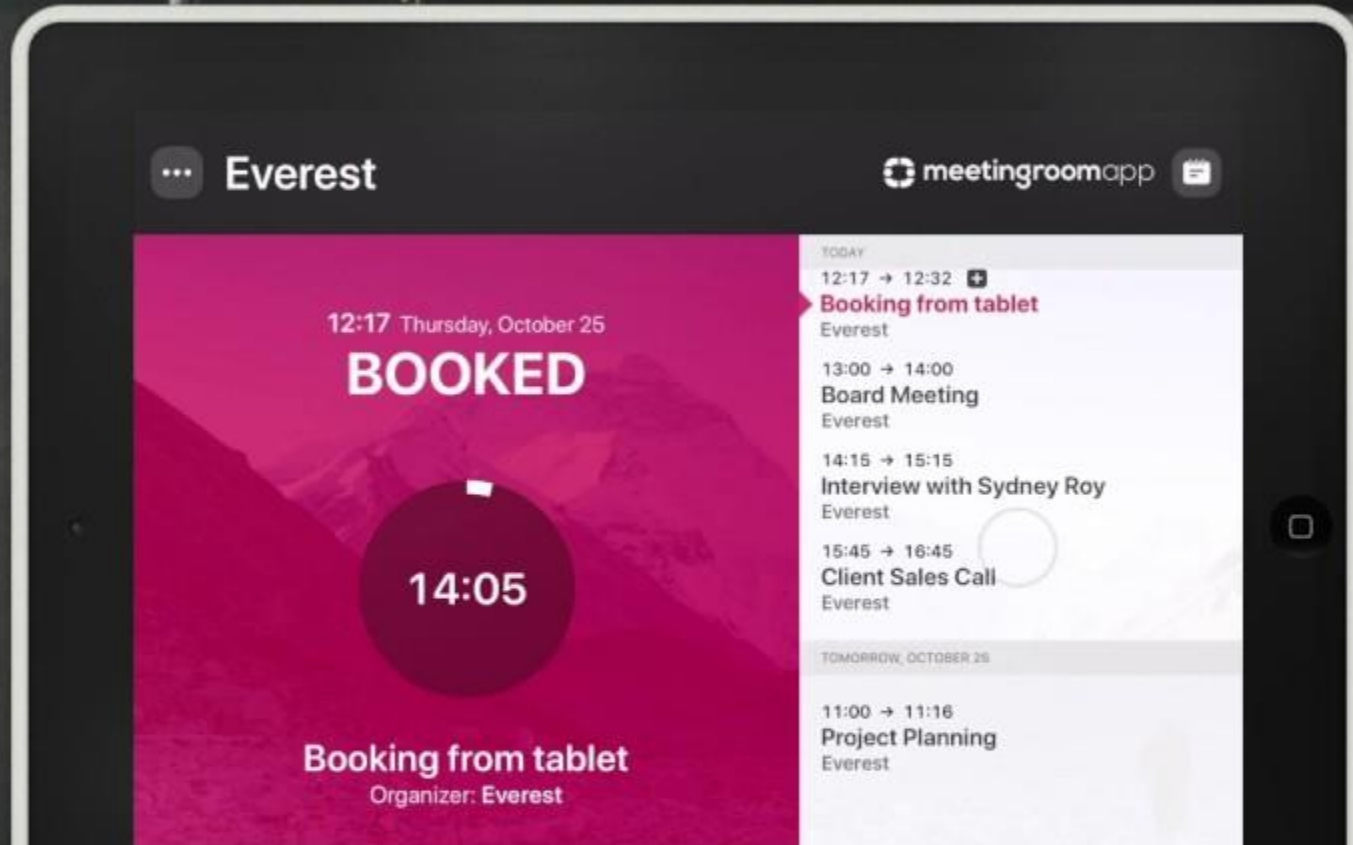 Everest
meetingroomapp
12:17 Thursday, October 25
BOOKED
14:05
Booking from tablet
Organizer: Everest
TODAY
12:17 → 12:32
Booking from tablet
Everest
13:00 → 14:00
Board Meeting
Everest
14:15 → 15:15
Interview with Sydney Roy
Everest
15:45 → 16:45
Client Sales Call
Everest
TOMORROW, OCTOBER 26
11:00 → 11:16
Project Planning
Everest